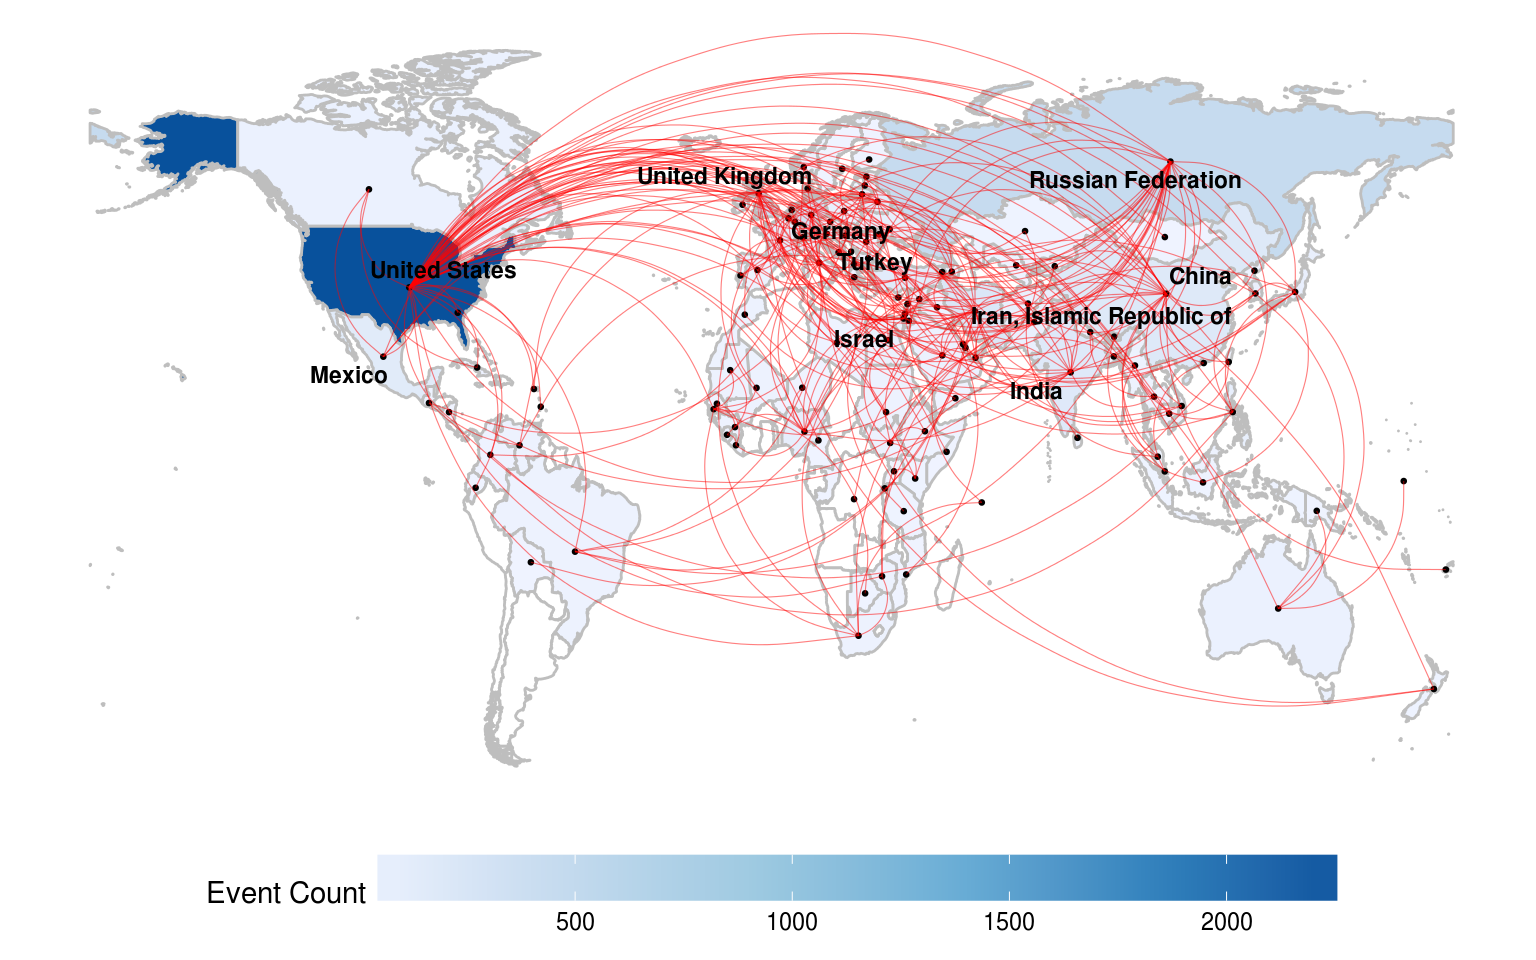 United Kingdom
Russian Federation
Germany
Turkey
United States
China
Iran, Islamic Republic of
Israel
Mexico
India
Event Count
500
1000
1500
2000